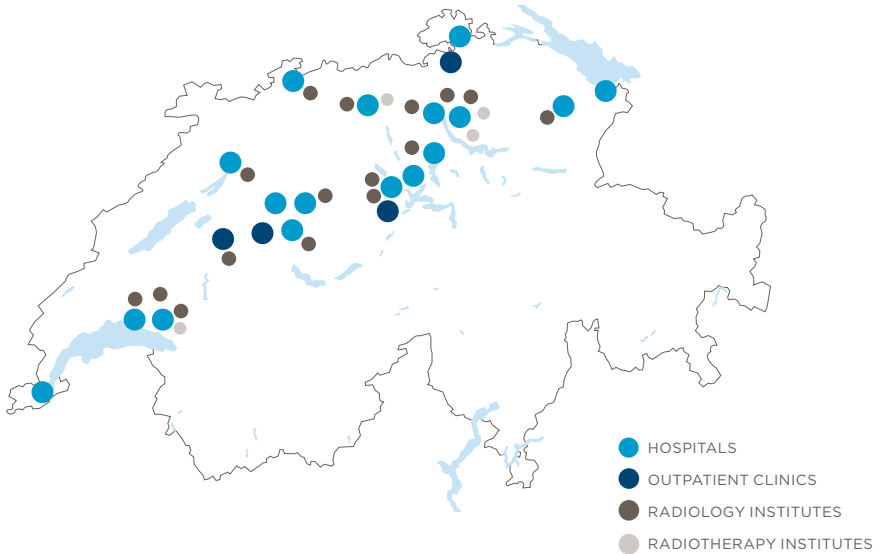 HOSPITALS
OUTPATIENT CLINICS
RADIOLOGY INSTITUTES
RADIOTHERAPY INSTITUTES